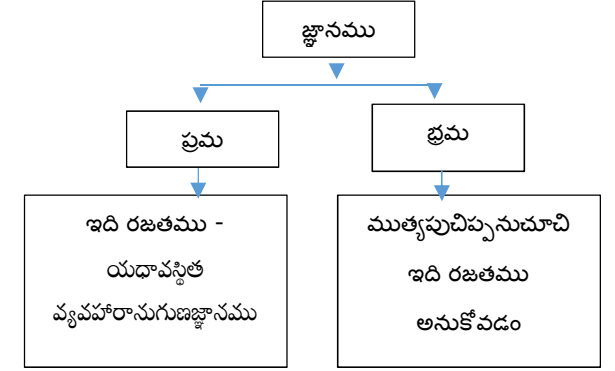 జ్ఞానము
ప్రమ
భ్రమ
ఇది రజతము -
యధావస్థిత
వ్యవహారానుగుణజ్ఞానము
ముత్యపుచిప్పనుచూచి
ఇది రజతము
అనుకోవడం